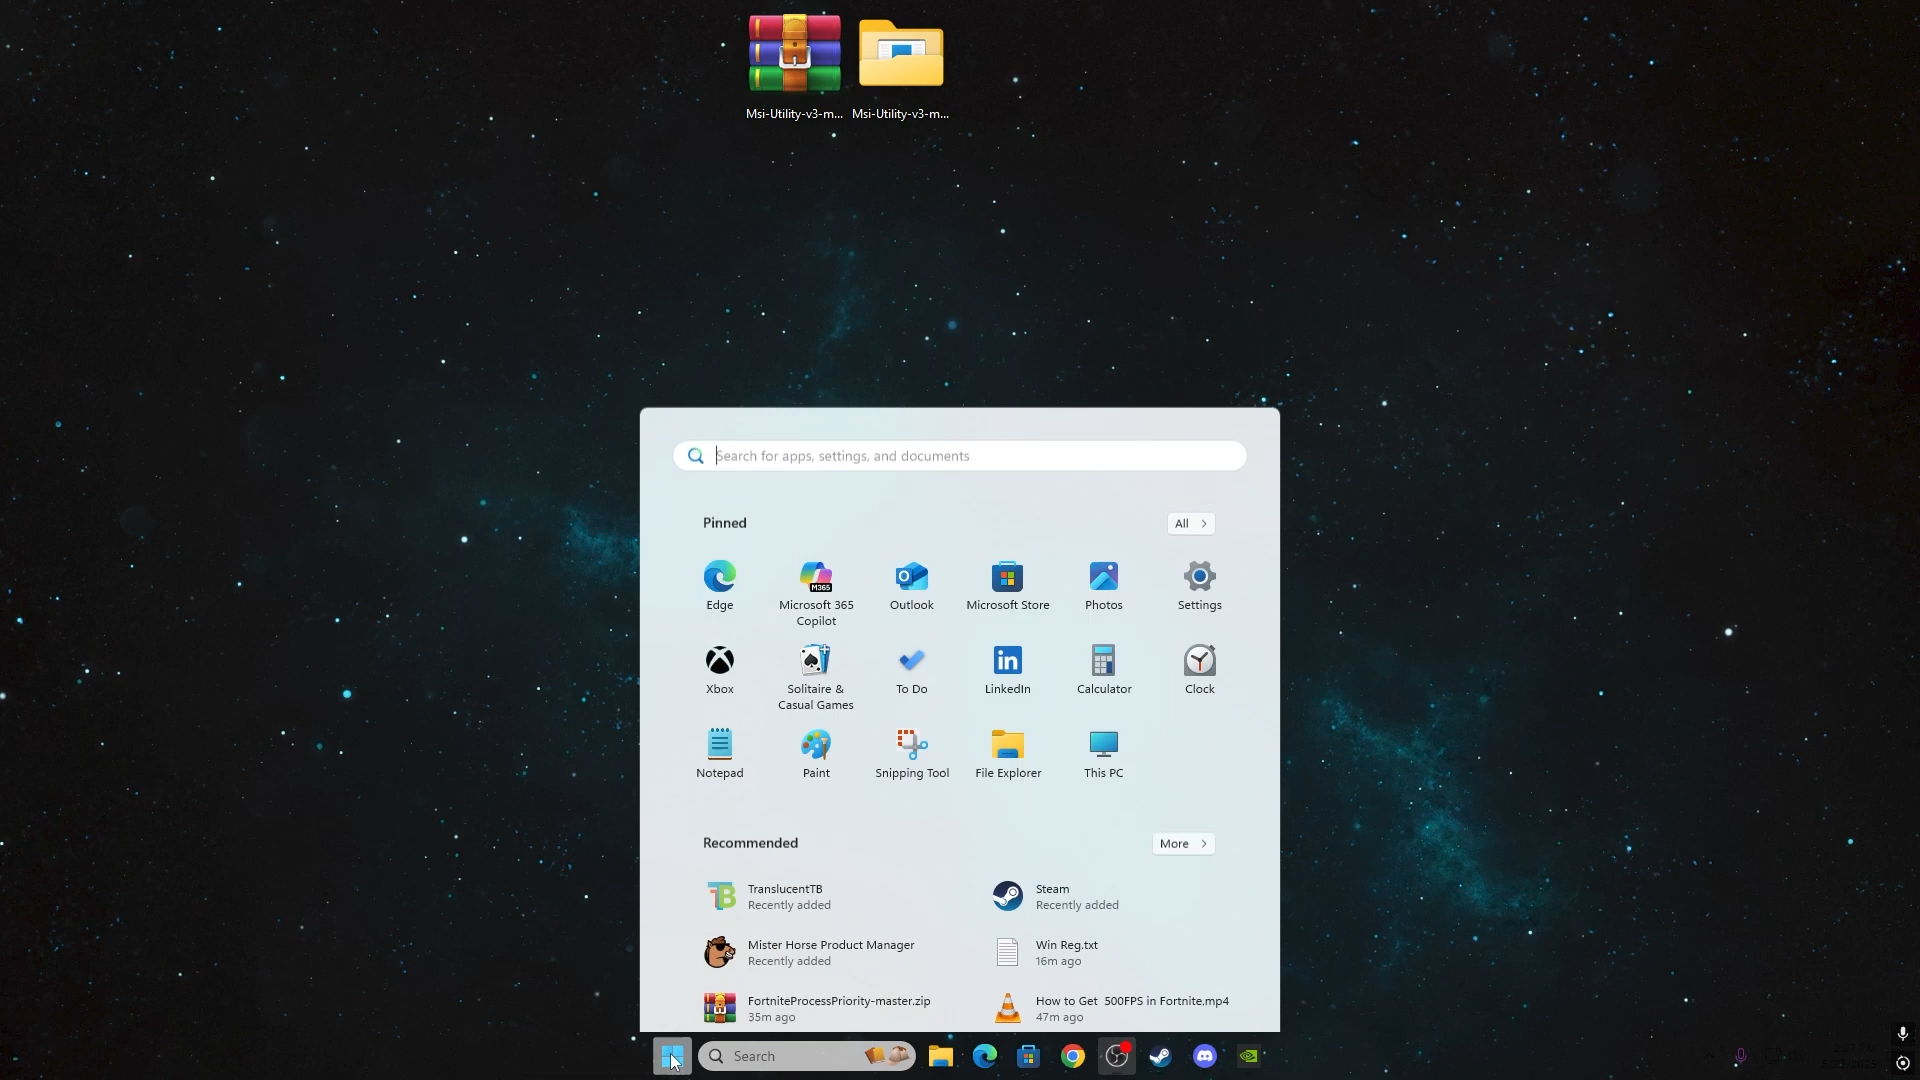 Msi-Utility-v3-m... Msi-Utility-v3-m...
Search for apps, settings, and documents
Pinned
All
Edge
Microsoft 365
Copilot
Outlook
Microsoft Store
Photos
Settings
M365
Xbox
Solitaire &
Casual Games
To Do
LinkedIn
Calculator
Clock
Notepad
Paint
Snipping Tool
File Explorer
This PC
Recommended
More
TranslucentTB
Recently added
Steam
Recently added
Mister Horse Product Manager
Recently added
Win Reg.txt
16m ago
FortniteProcessPriority-master.zip
35m ago
How to Get 500FPS in Fortnite.mp4
47m ago
Search